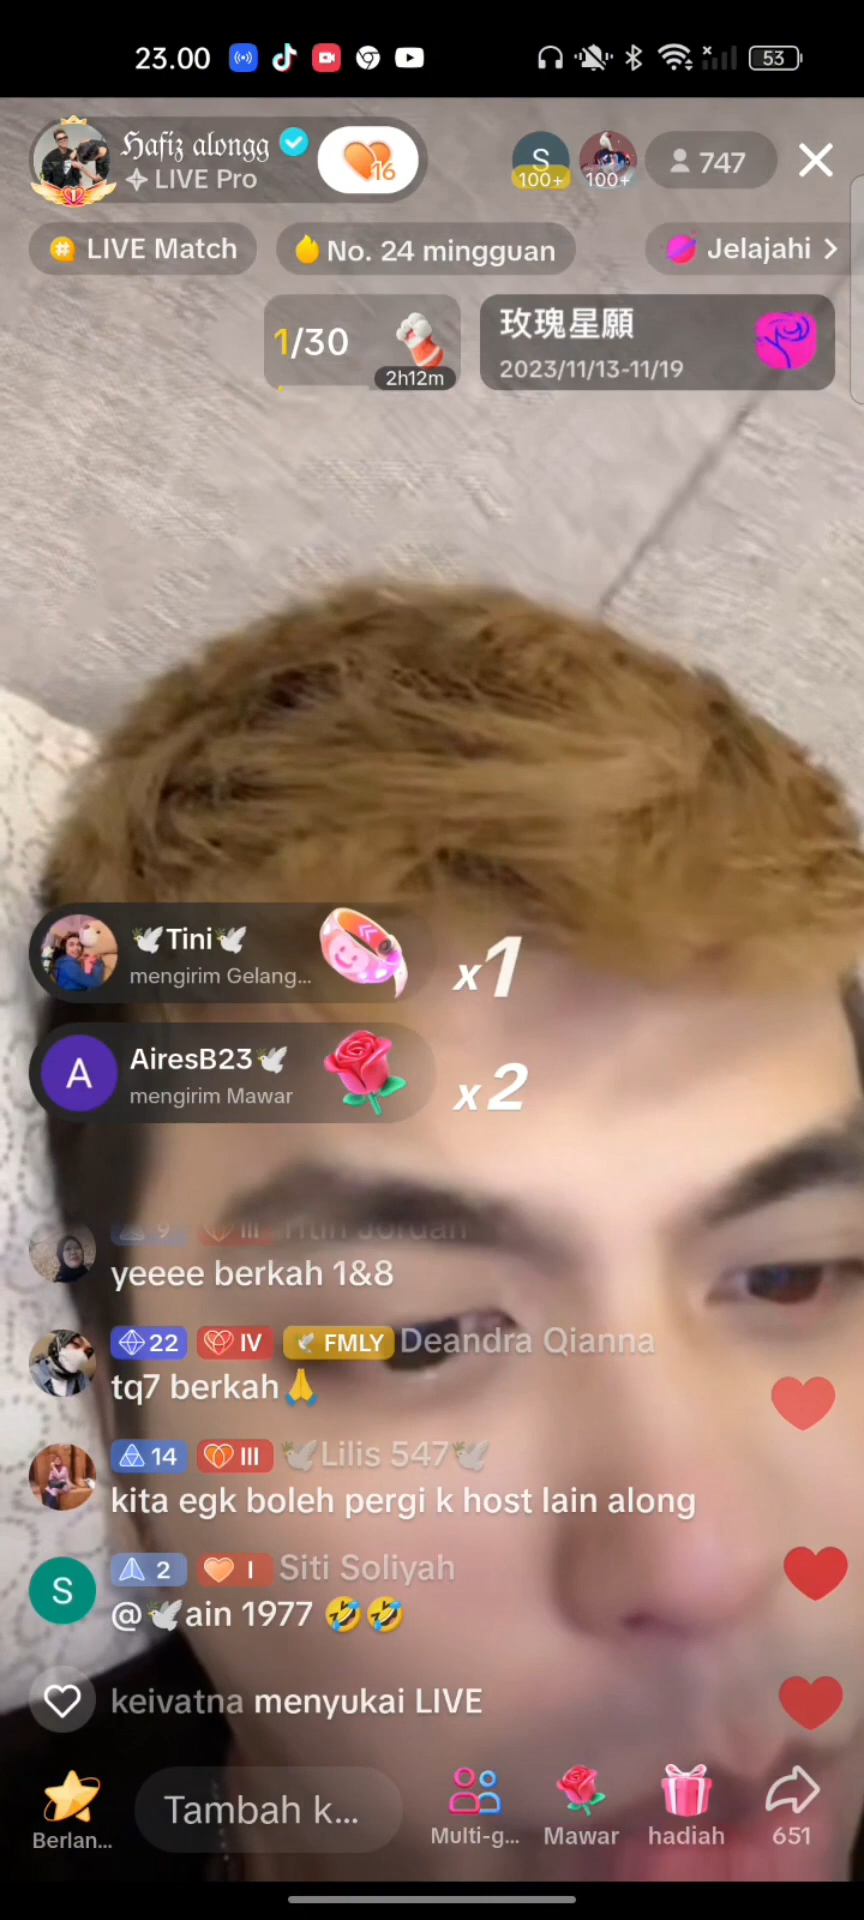 23.00
53
Hafiz alongg
LIVE Pro
16
S
100+
100+
747
LIVE Match
No. 24 mingguan
Jelajahi
1/30
2h12m
玫瑰星願
2023/11/13-11/19
🕊Tini🕊
mengirim Gelang...
x1
A
AiresB23🕊
mengirim Mawar
x2
9 III
yeeee berkah 1&8
22 IV FMLY Deandra Qianna
tq7 berkah🙏
14 III 🕊Lilis 547🕊
kita egk boleh pergi k host lain along
S
2 I Siti Soliyah
@🕊ain 1977 🤣🤣
keivatna menyukai LIVE
Berlan...
Tambah k...
Multi-g...
Mawar
hadiah
651